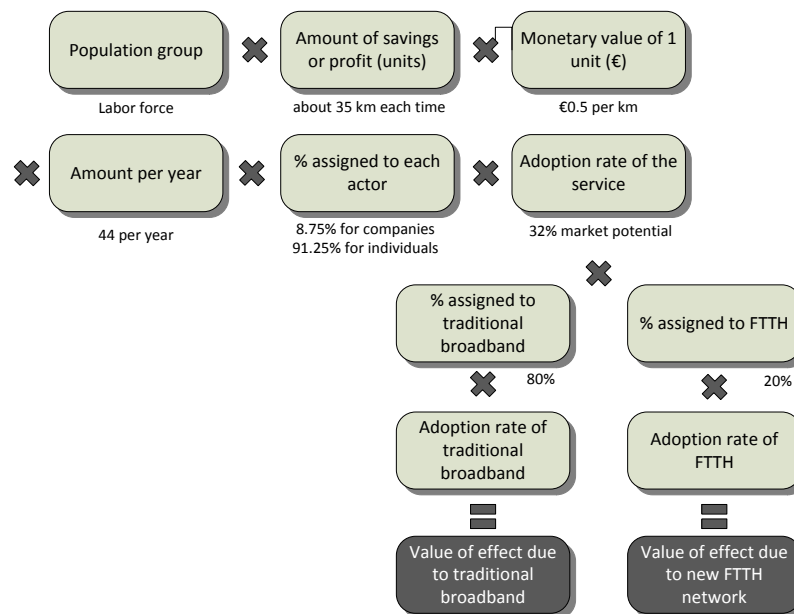 Population group
Amount of savings
or profit (units)
Monetary value of 1
unit (€)
Labor force
about 35 km each time
€0.5 per km
Amount per year
% assigned to each
actor
Adoption rate of the
service
44 per year
8.75% for companies
91.25% for individuals
32% market potential
% assigned to
traditional
broadband
% assigned to FTTH
80%
20%
Adoption rate of
traditional
broadband
Adoption rate of
FTTH
Value of effect due
to traditional
broadband
Value of effect due
to new FTTH
network